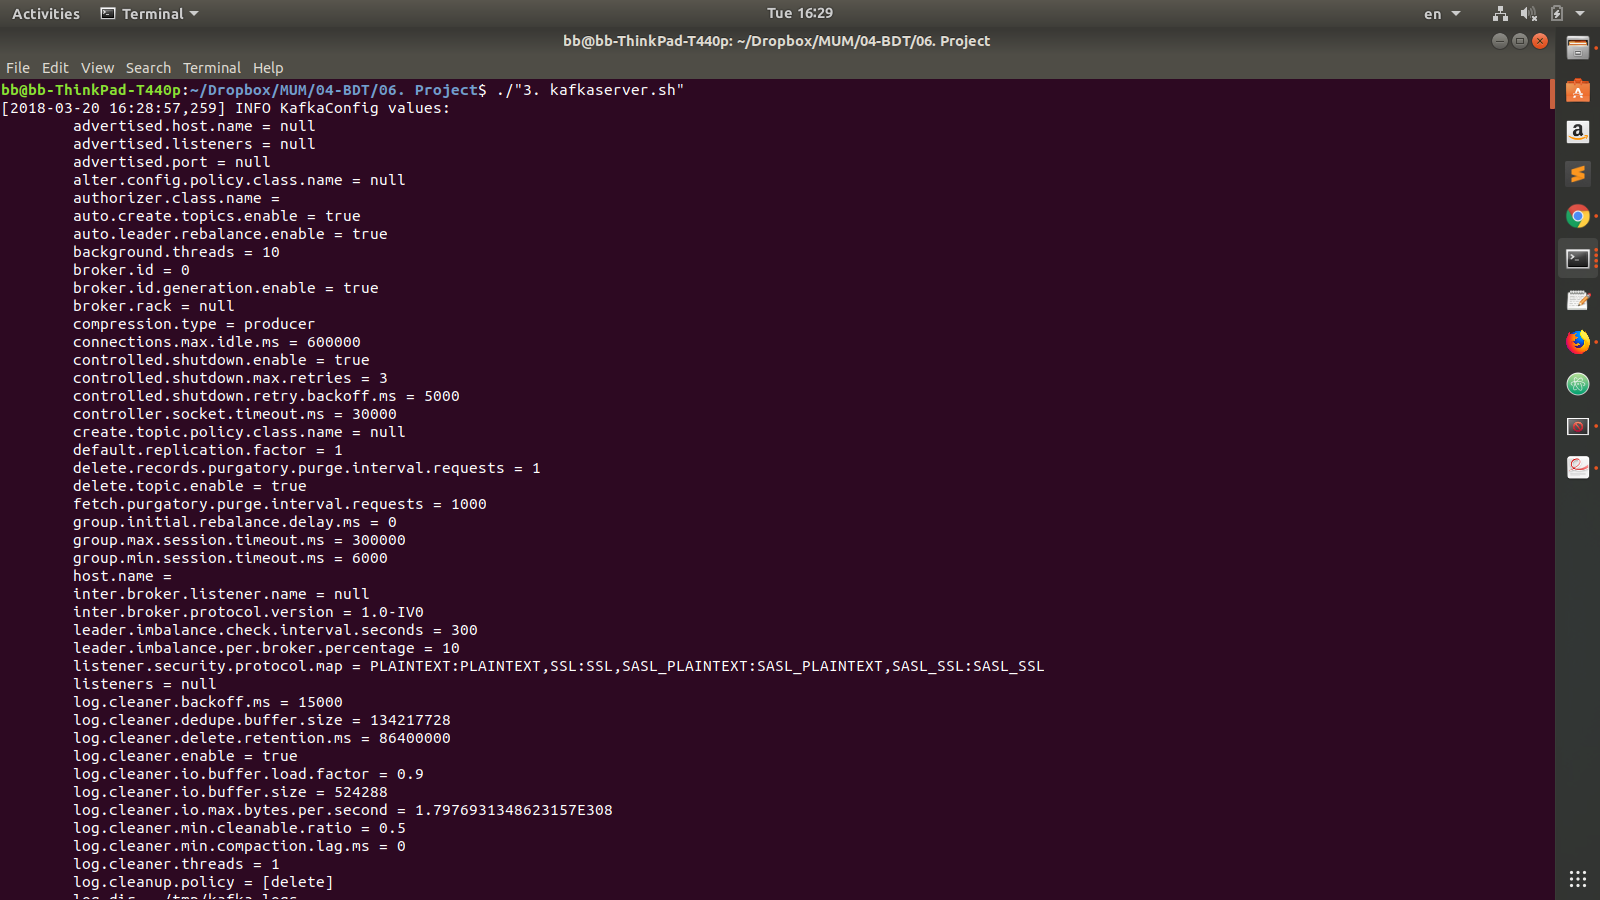 Activities Terminal Tue 16:29 en
bb@bb-ThinkPad-T440p: ~/Dropbox/MUM/04-BDT/06. Project
File Edit View Search Terminal Help
bb@bb-ThinkPad-T440p:~/Dropbox/MUM/04-BDT/06. Project$ ./"3. kafkaserver.sh"
[2018-03-20 16:28:57,259] INFO KafkaConfig values:
advertised.host.name = null
advertised.listeners = null
advertised.port = null
alter.config.policy.class.name = null
authorizer.class.name =
auto.create.topics.enable = true
auto.leader.rebalance.enable = true
background.threads = 10
broker.id = 0
broker.id.generation.enable = true
broker.rack = null
compression.type = producer
connections.max.idle.ms = 600000
controlled.shutdown.enable = true
controlled.shutdown.max.retries = 3
controlled.shutdown.retry.backoff.ms = 5000
controller.socket.timeout.ms = 30000
create.topic.policy.class.name = null
default.replication.factor = 1
delete.records.purgatory.purge.interval.requests = 1
delete.topic.enable = true
fetch.purgatory.purge.interval.requests = 1000
group.initial.rebalance.delay.ms = 0
group.max.session.timeout.ms = 300000
group.min.session.timeout.ms = 6000
host.name =
inter.broker.listener.name = null
inter.broker.protocol.version = 1.0-IV0
leader.imbalance.check.interval.seconds = 300
leader.imbalance.per.broker.percentage = 10
listener.security.protocol.map = PLAINTEXT:PLAINTEXT,SSL:SSL,SASL_PLAINTEXT:SASL_PLAINTEXT,SASL_SSL:SASL_SSL
listeners = null
log.cleaner.backoff.ms = 15000
log.cleaner.dedupe.buffer.size = 134217728
log.cleaner.delete.retention.ms = 86400000
log.cleaner.enable = true
log.cleaner.io.buffer.load.factor = 0.9
log.cleaner.io.buffer.size = 524288
log.cleaner.io.max.bytes.per.second = 1.7976931348623157E308
log.cleaner.min.cleanable.ratio = 0.5
log.cleaner.min.compaction.lag.ms = 0
log.cleaner.threads = 1
log.cleanup.policy = [delete]
log.dir = /tmp/kafka-logs